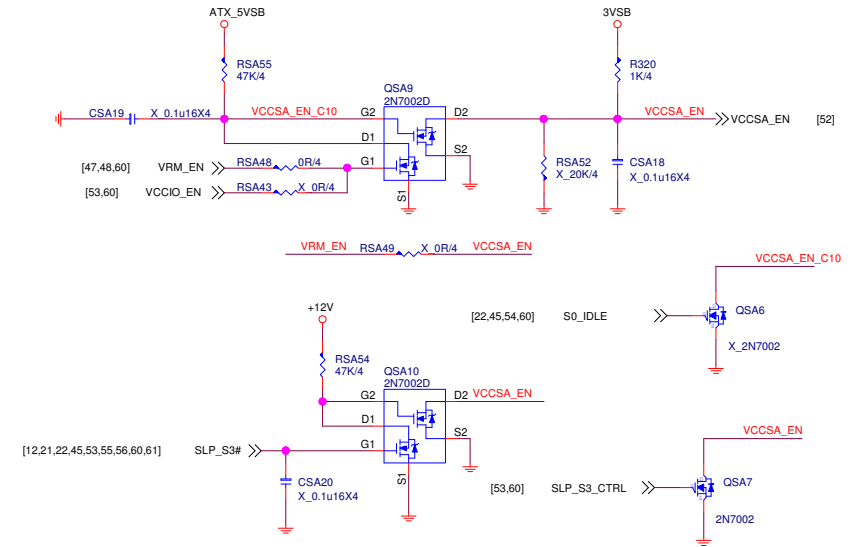 ATX_5VSB
3VSB
RSA55
47K/4
R320
1K/4
QSA9
2N7002D
CSA19 X_0.1u16X4
VCCSA_EN_C10
G2
D2
VCCSA_EN
VCCSA_EN [52]
D1
S2
[47,48,60] VRM_EN RSA48 0R/4
G1
RSA52
X_20K/4
CSA18
X_0.1u16X4
[53,60] VCCIO_EN RSA43 X_0R/4
S1
VRM_EN RSA49 X_0R/4 VCCSA_EN
VCCSA_EN_C10
+12V
[22,45,54,60] S0_IDLE
QSA6
X_2N7002
RSA54
47K/4
QSA10
2N7002D
G2
D2 VCCSA_EN
D1
S2
VCCSA_EN
[12,21,22,45,53,55,56,60,61] SLP_S3#
G1
CSA20
X_0.1u16X4
S1
[53,60] SLP_S3_CTRL
QSA7
2N7002